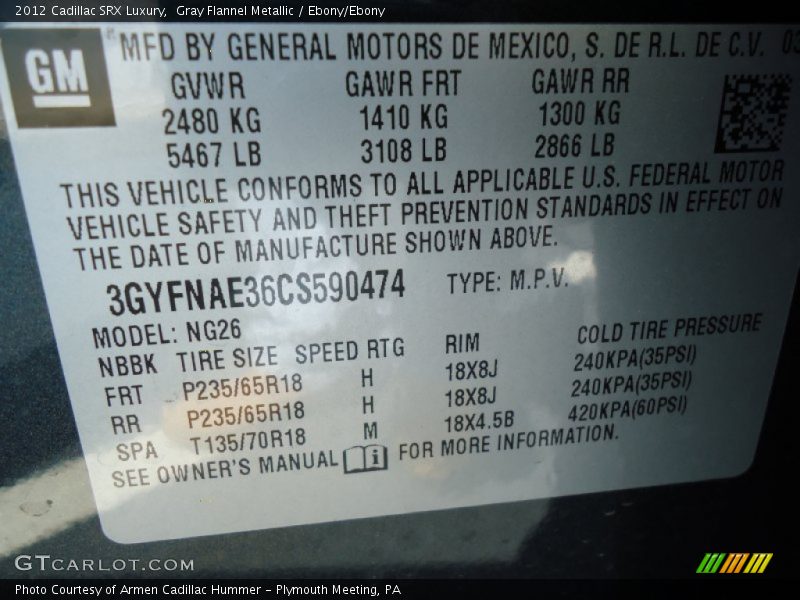 2012 Cadillac SRX Luxury, Gray Flannel Metallic / Ebony/Ebony
GM MFD BY GENERAL MOTORS DE MEXICO, S. DE R.L. DE C.V. 03
GVWR GAWR FRT GAWR RR
2480 KG 1410 KG 1300 KG
5467 LB 3108 LB 2866 LB
THIS VEHICLE CONFORMS TO ALL APPLICABLE U.S. FEDERAL MOTOR
VEHICLE SAFETY AND THEFT PREVENTION STANDARDS IN EFFECT ON
THE DATE OF MANUFACTURE SHOWN ABOVE.
3GYFNAE36CS590474 TYPE: M.P.V.
MODEL: NG26
NBBK TIRE SIZE SPEED RTG RIM COLD TIRE PRESSURE
FRT P235/65R18 H 18X8J 240KPA(35PSI)
RR P235/65R18 H 18X8J 240KPA(35PSI)
SPA T135/70R18 M 18X4.5B 420KPA(60PSI)
SEE OWNER'S MANUAL i FOR MORE INFORMATION.
GTCARLOT.COM
Photo Courtesy of Armen Cadillac Hummer - Plymouth Meeting, PA